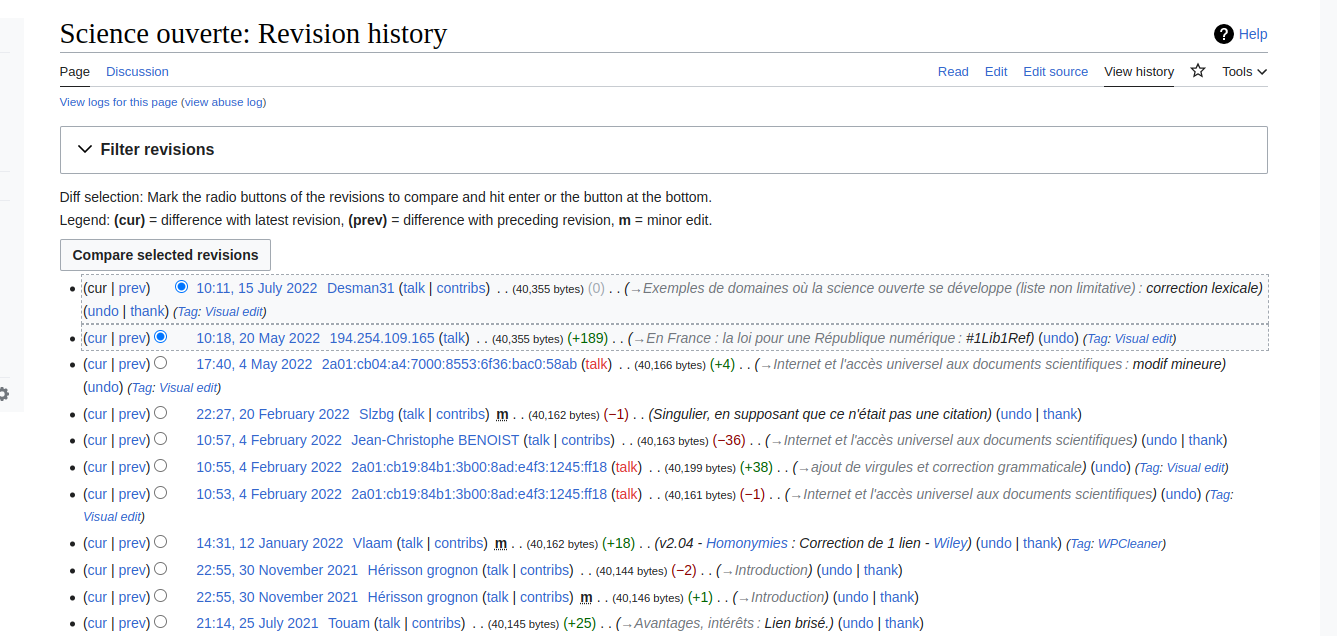 Science ouverte: Revision history
Help
Page Discussion Read Edit Edit source View history Tools
View logs for this page (view abuse log)
Filter revisions
Diff selection: Mark the radio buttons of the revisions to compare and hit enter or the button at the bottom.
Legend: (cur) = difference with latest revision, (prev) = difference with preceding revision, m = minor edit.
Compare selected revisions
(cur | prev) 10:11, 15 July 2022 Desman31 (talk | contribs) . . (40,355 bytes) (0) . . (→Exemples de domaines où la science ouverte se développe (liste non limitative) : correction lexicale)
(undo | thank) (Tag: Visual edit)
(cur | prev) 10:18, 20 May 2022 194.254.109.165 (talk) . . (40,355 bytes) (+189) . . (→En France : la loi pour une République numérique : #1Lib1Ref) (undo) (Tag: Visual edit)
(cur | prev) 17:40, 4 May 2022 2a01:cb04:a4:7000:8553:6f36:bac0:58ab (talk) . . (40,166 bytes) (+4) . . (→Internet et l'accès universel aux documents scientifiques : modif mineure)
(undo) (Tag: Visual edit)
(cur | prev) 22:27, 20 February 2022 Slzbg (talk | contribs) m . . (40,162 bytes) (−1) . . (Singulier, en supposant que ce n'était pas une citation) (undo | thank)
(cur | prev) 10:57, 4 February 2022 Jean-Christophe BENOIST (talk | contribs) . . (40,163 bytes) (−36) . . (→Internet et l'accès universel aux documents scientifiques) (undo | thank)
(cur | prev) 10:55, 4 February 2022 2a01:cb19:84b1:3b00:8ad:e4f3:1245:ff18 (talk) . . (40,199 bytes) (+38) . . (→ajout de virgules et correction grammaticale) (undo) (Tag: Visual edit)
(cur | prev) 10:53, 4 February 2022 2a01:cb19:84b1:3b00:8ad:e4f3:1245:ff18 (talk) . . (40,161 bytes) (−1) . . (→Internet et l'accès universel aux documents scientifiques) (undo) (Tag:
Visual edit)
(cur | prev) 14:31, 12 January 2022 Vlaam (talk | contribs) m . . (40,162 bytes) (+18) . . (v2.04 - Homonymies : Correction de 1 lien - Wiley) (undo | thank) (Tag: WPCleaner)
(cur | prev) 22:55, 30 November 2021 Hérisson grognon (talk | contribs) . . (40,144 bytes) (−2) . . (→Introduction) (undo | thank)
(cur | prev) 22:55, 30 November 2021 Hérisson grognon (talk | contribs) m . . (40,146 bytes) (+1) . . (→Introduction) (undo | thank)
(cur | prev) 21:14, 25 July 2021 Touam (talk | contribs) . . (40,145 bytes) (+25) . . (→Avantages, intérêts : Lien brisé.) (undo | thank)